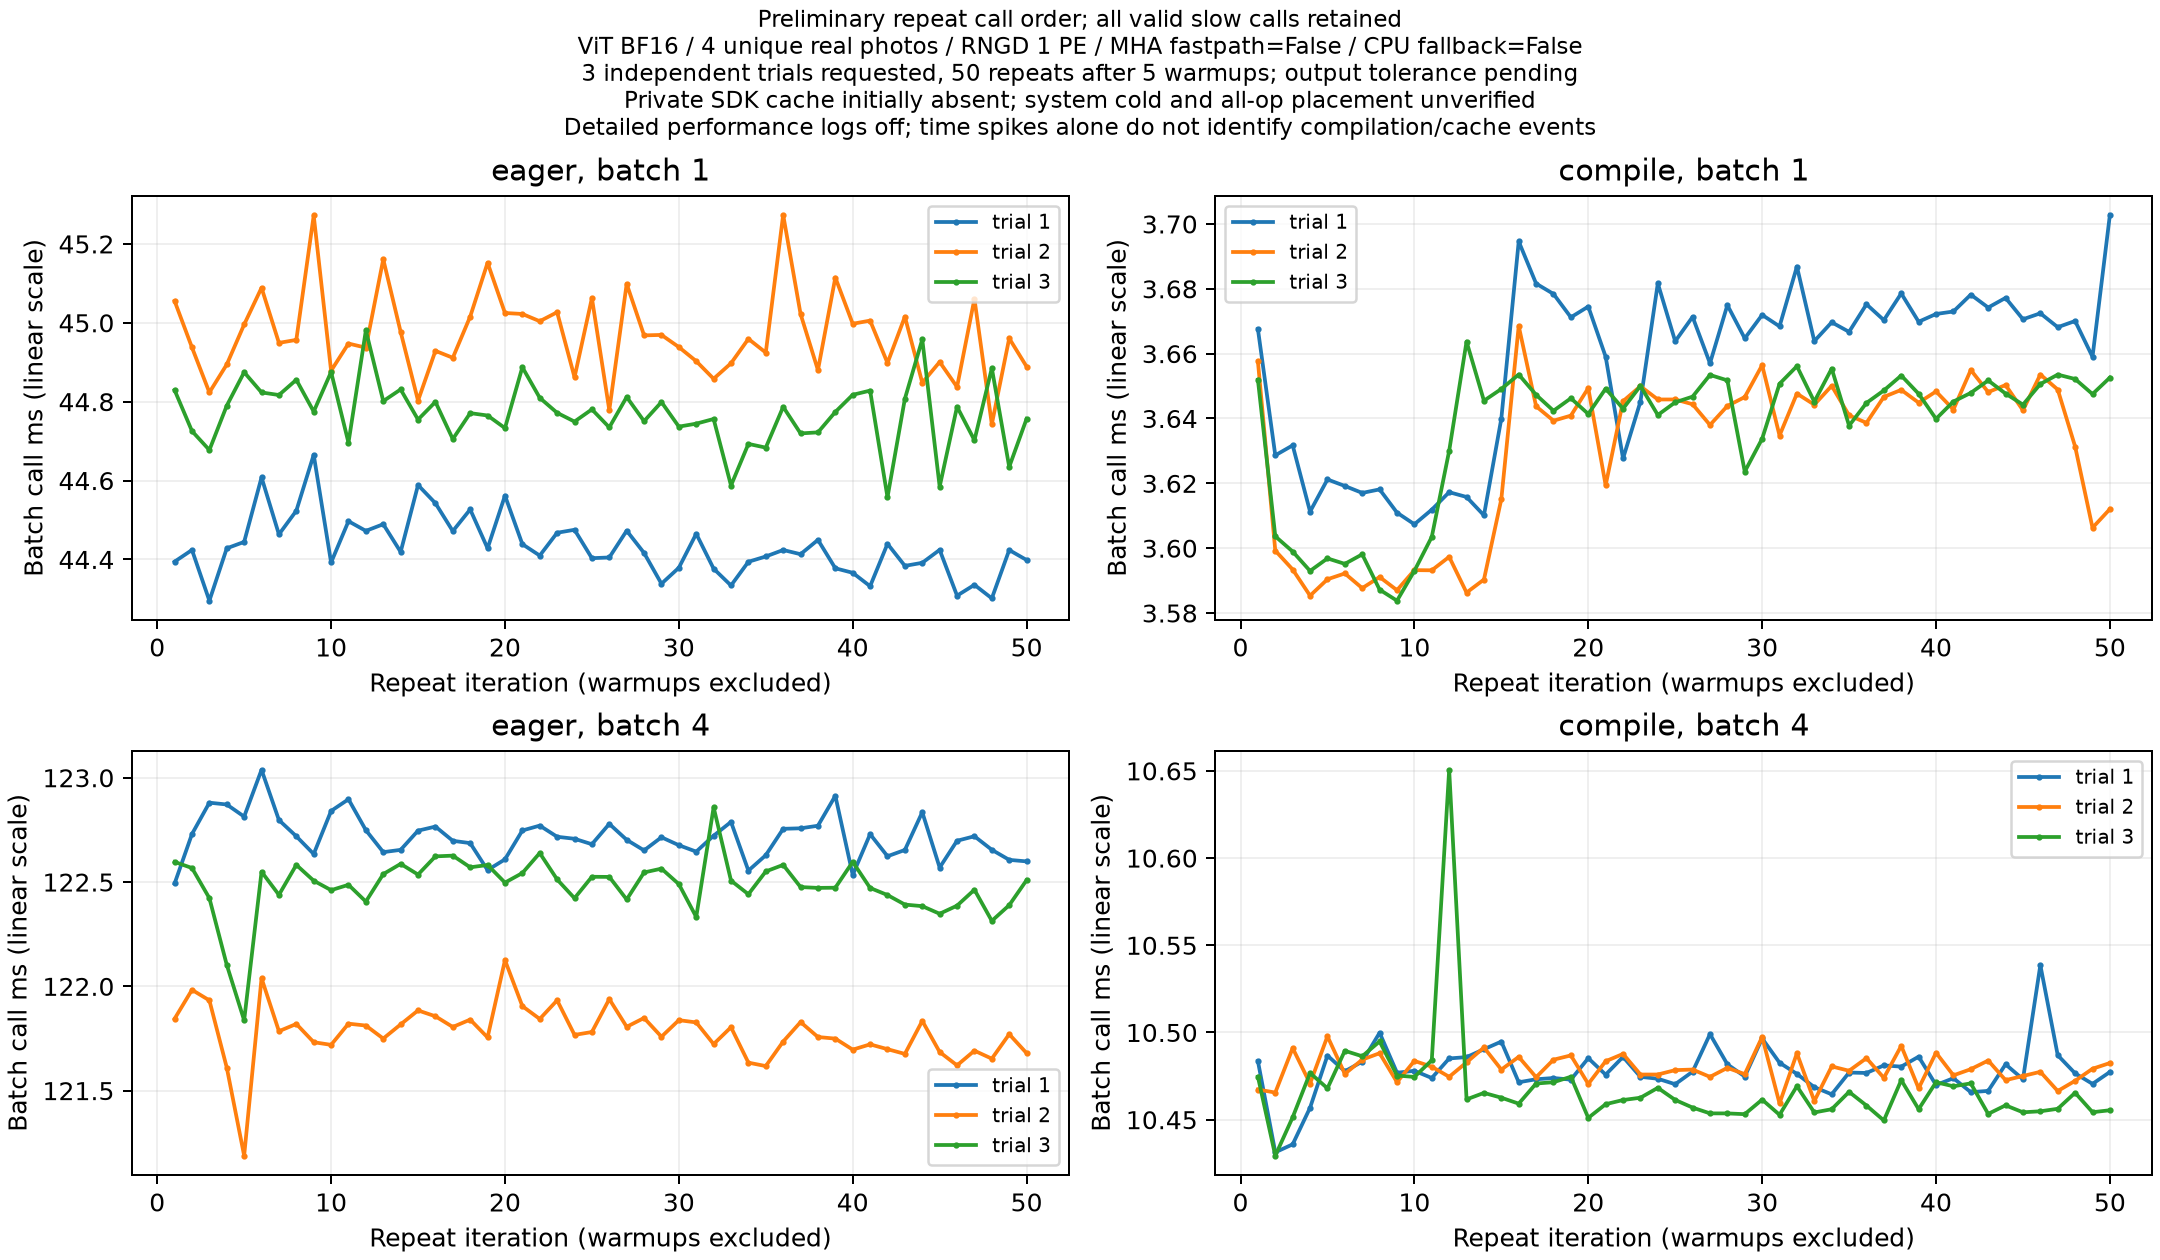 Preliminary repeat call order; all valid slow calls retained
ViT BF16 / 4 unique real photos / RNGD 1 PE / MHA fastpath=False / CPU fallback=False
3 independent trials requested, 50 repeats after 5 warmups; output tolerance pending
Private SDK cache initially absent; system cold and all-op placement unverified
Detailed performance logs off; time spikes alone do not identify compilation/cache events
eager, batch 1
Batch call ms (linear scale)
45.2
45.0
44.8
44.6
44.4
trial 1
trial 2
trial 3
0 10 20 30 40 50
Repeat iteration (warmups excluded)
compile, batch 1
Batch call ms (linear scale)
3.70
3.68
3.66
3.64
3.62
3.60
3.58
trial 1
trial 2
trial 3
0 10 20 30 40 50
Repeat iteration (warmups excluded)
eager, batch 4
Batch call ms (linear scale)
123.0
122.5
122.0
121.5
trial 1
trial 2
trial 3
0 10 20 30 40 50
Repeat iteration (warmups excluded)
compile, batch 4
Batch call ms (linear scale)
10.65
10.60
10.55
10.50
10.45
trial 1
trial 2
trial 3
0 10 20 30 40 50
Repeat iteration (warmups excluded)